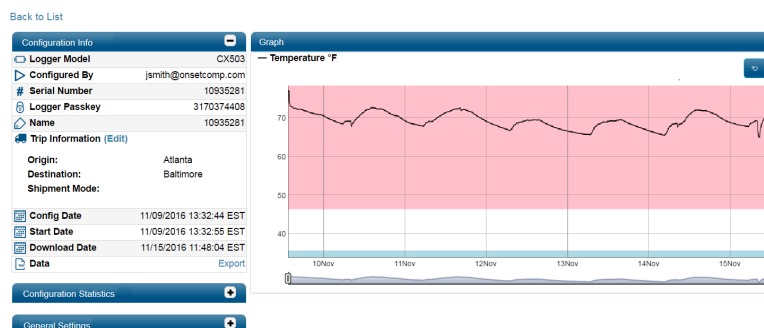 Back to List
Configuration Info
Logger Model CX503
Configured By jsmith@onsetcomp.com
# Serial Number 10935281
Logger Passkey 3170374408
Name 10935281
Trip Information (Edit)
Origin: Atlanta
Destination: Baltimore
Shipment Mode:
Config Date 11/09/2016 13:32:44 EST
Start Date 11/09/2016 13:32:55 EST
Download Date 11/15/2016 11:48:04 EST
Data Export
Configuration Statistics
General Settings
Graph
Temperature °F
70
60
50
40
10Nov 11Nov 12Nov 13Nov 14Nov 15Nov